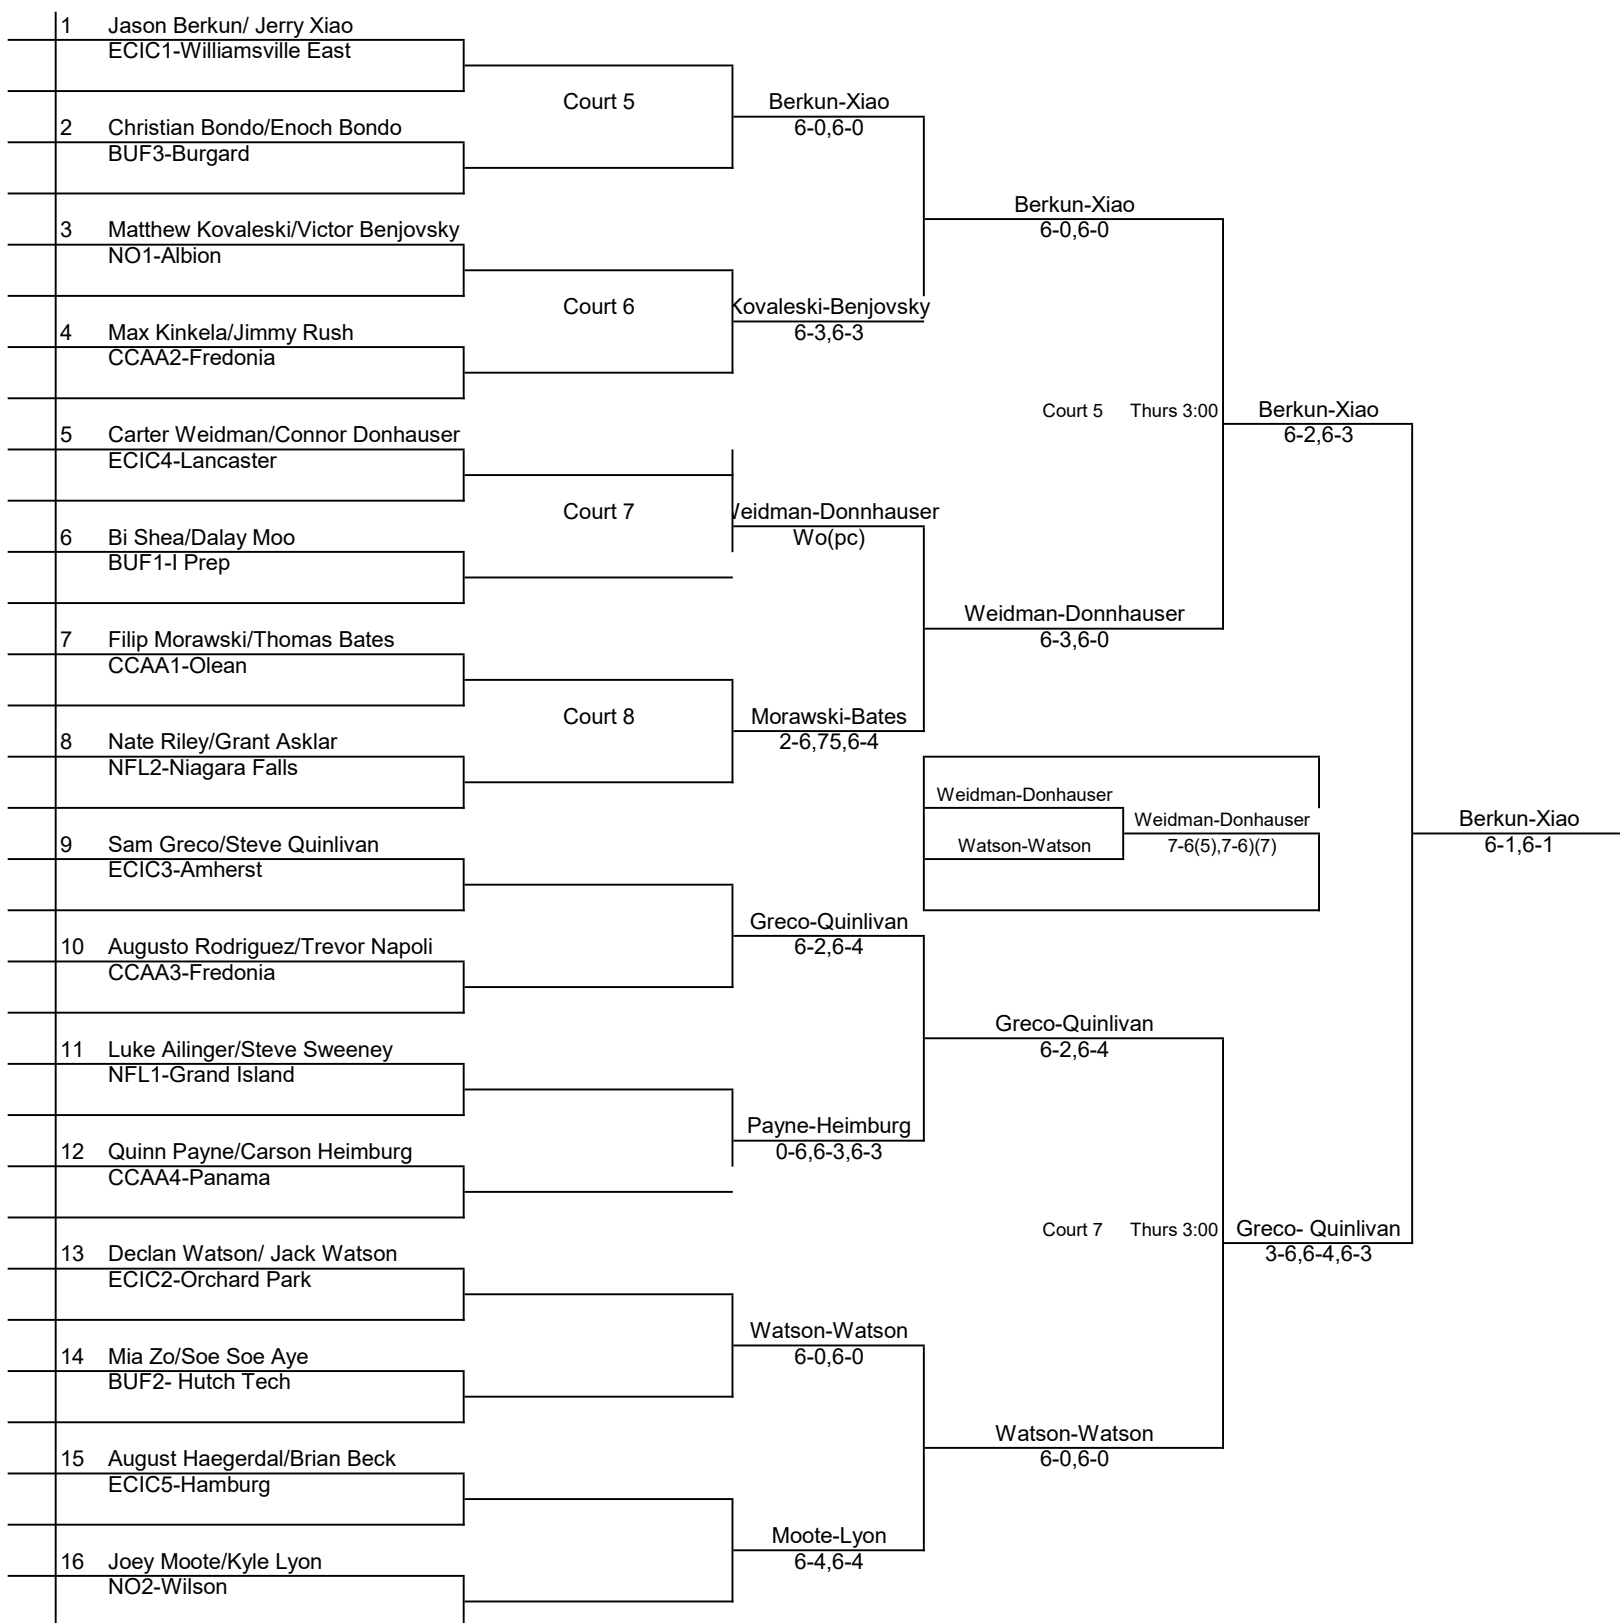 1 Jason Berkun/ Jerry Xiao
ECIC1-Williamsville East
Court 5
Berkun-Xiao
6-0,6-0
2 Christian Bondo/Enoch Bondo
BUF3-Burgard
Berkun-Xiao
6-0,6-0
3 Matthew Kovaleski/Victor Benjovsky
NO1-Albion
Court 6
Kovaleski-Benjovsky
6-3,6-3
4 Max Kinkela/Jimmy Rush
CCAA2-Fredonia
Court 5 Thurs 3:00
Berkun-Xiao
6-2,6-3
5 Carter Weidman/Connor Donhauser
ECIC4-Lancaster
Court 7
Weidman-Donnhauser
Wo(pc)
6 Bi Shea/Dalay Moo
BUF1-I Prep
Weidman-Donnhauser
6-3,6-0
7 Filip Morawski/Thomas Bates
CCAA1-Olean
Court 8
Morawski-Bates
2-6,75,6-4
8 Nate Riley/Grant Asklar
NFL2-Niagara Falls
Weidman-Donhauser
Watson-Watson
Weidman-Donhauser
7-6(5),7-6)(7)
Berkun-Xiao
6-1,6-1
9 Sam Greco/Steve Quinlivan
ECIC3-Amherst
Greco-Quinlivan
6-2,6-4
10 Augusto Rodriguez/Trevor Napoli
CCAA3-Fredonia
Greco-Quinlivan
6-2,6-4
11 Luke Ailinger/Steve Sweeney
NFL1-Grand Island
Payne-Heimburg
0-6,6-3,6-3
12 Quinn Payne/Carson Heimburg
CCAA4-Panama
Court 7 Thurs 3:00
Greco- Quinlivan
3-6,6-4,6-3
13 Declan Watson/ Jack Watson
ECIC2-Orchard Park
Watson-Watson
6-0,6-0
14 Mia Zo/Soe Soe Aye
BUF2- Hutch Tech
Watson-Watson
6-0,6-0
15 August Haegerdal/Brian Beck
ECIC5-Hamburg
Moote-Lyon
6-4,6-4
16 Joey Moote/Kyle Lyon
NO2-Wilson